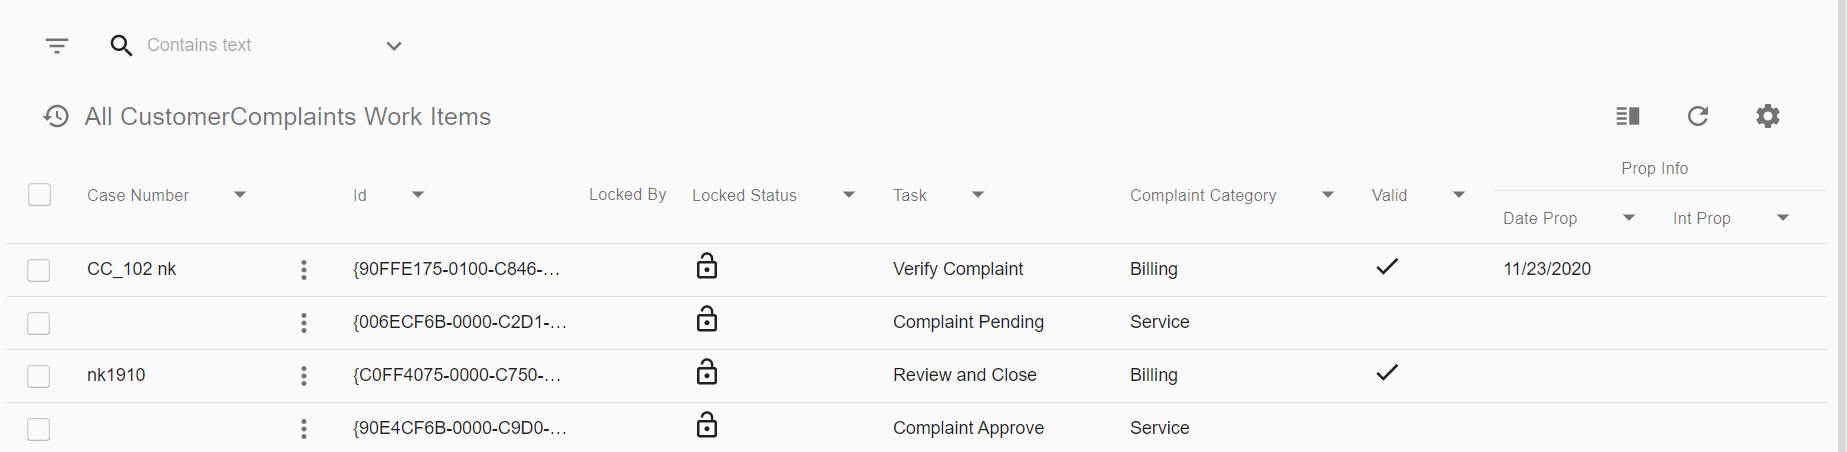 Contains text
All CustomerComplaints Work Items
Prop Info
Case Number Id Locked By Locked Status Task Complaint Category Valid
Date Prop Int Prop
CC_102 nk {90FFE175-0100-C846-... Verify Complaint Billing 11/23/2020
{006ECF6B-0000-C2D1-... Complaint Pending Service
nk1910 {C0FF4075-0000-C750-... Review and Close Billing
{90E4CF6B-0000-C9D0-... Complaint Approve Service